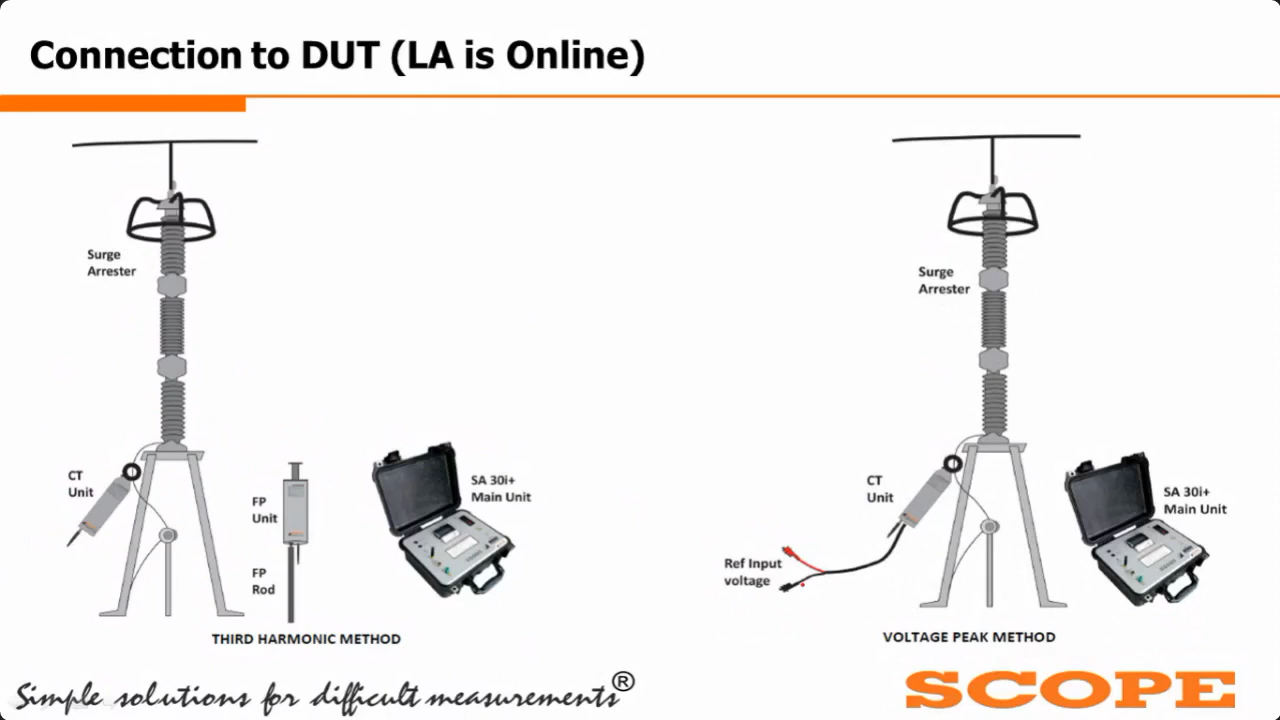 Connection to DUT (LA is Online)
Surge
Arrester
CT
Unit
FP
Unit
FP
Rod
SA 30i+
Main Unit
THIRD HARMONIC METHOD
Surge
Arrester
CT
Unit
Ref Input
voltage
SA 30i+
Main Unit
VOLTAGE PEAK METHOD
Simple solutions for difficult measurements®
SCOPE